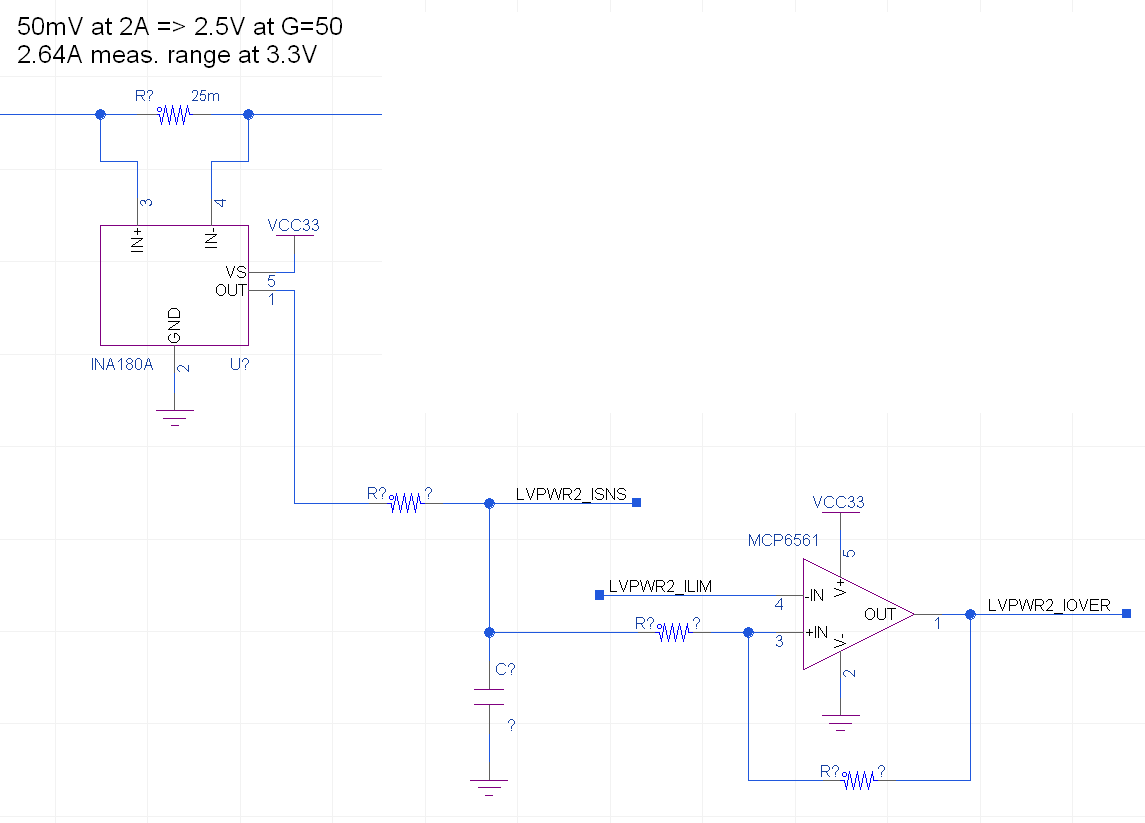 50mV at 2A => 2.5V at G=50
2.64A meas. range at 3.3V
R? 25m
3 4
IN+ IN-
VCC33
VS
5
OUT
1
GND
INA180A 2 U?
R? ?
LVPWR2_ISNS
VCC33
MCP6561
5
LVPWR2_ILIM
4
-IN
V+
OUT
LVPWR2_IOVER
1
R? ?
3
+IN
V-
2
C?
?
R? ?